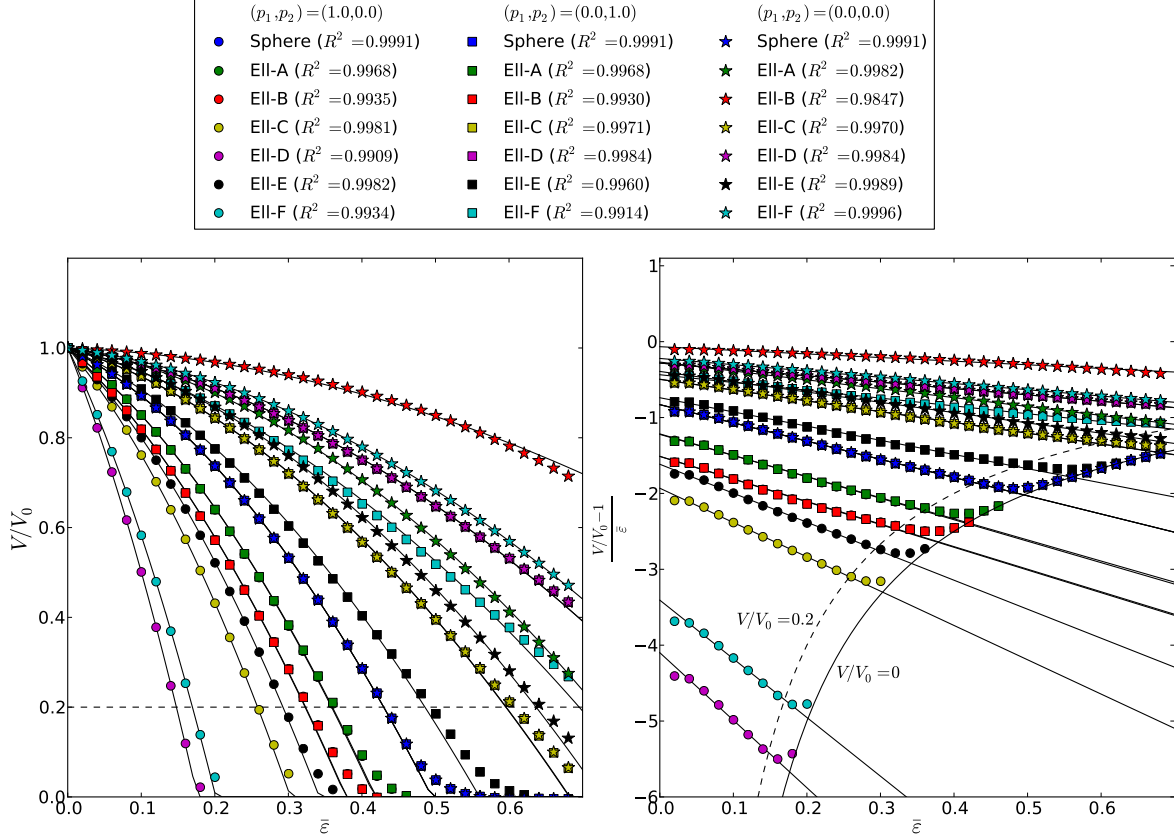 (p₁,p₂)=(1.0,0.0) (p₁,p₂)=(0.0,1.0) (p₁,p₂)=(0.0,0.0)
Sphere (R² =0.9991) Sphere (R² =0.9991) Sphere (R² =0.9991)
Ell-A (R² =0.9968) Ell-A (R² =0.9968) Ell-A (R² =0.9982)
Ell-B (R² =0.9935) Ell-B (R² =0.9930) Ell-B (R² =0.9847)
Ell-C (R² =0.9981) Ell-C (R² =0.9971) Ell-C (R² =0.9970)
Ell-D (R² =0.9909) Ell-D (R² =0.9984) Ell-D (R² =0.9984)
Ell-E (R² =0.9982) Ell-E (R² =0.9960) Ell-E (R² =0.9989)
Ell-F (R² =0.9934) Ell-F (R² =0.9914) Ell-F (R² =0.9996)
V/V₀
1.0
0.8
0.6
0.4
0.2
0.0
0.0 0.1 0.2 0.3 0.4 0.5 0.6
ε̄
(V/V₀−1)/ε̄
1
0
−1
−2
−3
−4
−5
−6
V/V₀=0.2
V/V₀=0
0.0 0.1 0.2 0.3 0.4 0.5 0.6
ε̄